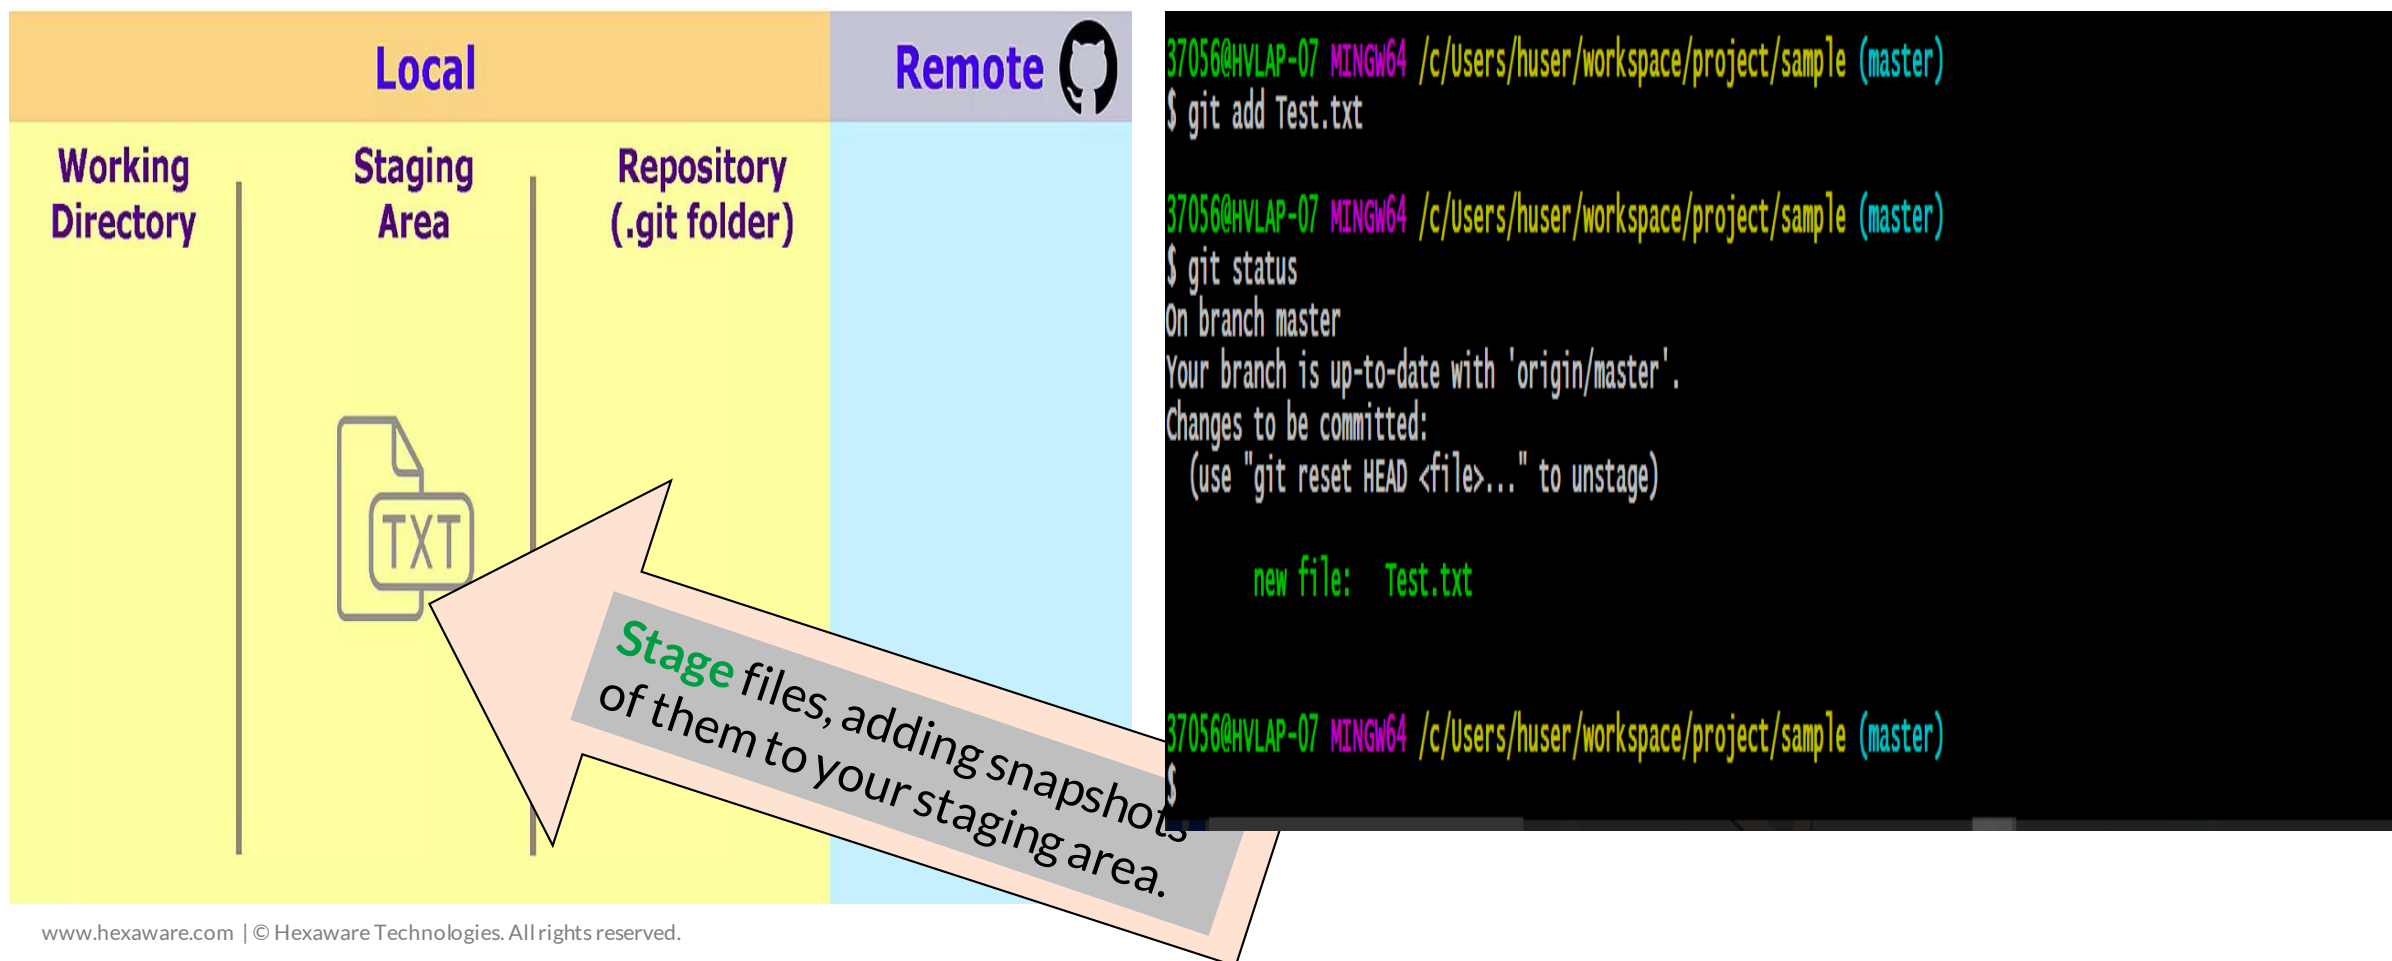 Local
Remote
Working
Directory
Staging
Area
Repository
(.git folder)
TXT
Stage files, adding snapshots
of them to your staging area.
37056@HVLAP-07 MINGW64 /c/Users/huser/workspace/project/sample (master)
$ git add Test.txt
37056@HVLAP-07 MINGW64 /c/Users/huser/workspace/project/sample (master)
$ git status
On branch master
Your branch is up-to-date with 'origin/master'.
Changes to be committed:
(use "git reset HEAD <file>..." to unstage)
new file: Test.txt
37056@HVLAP-07 MINGW64 /c/Users/huser/workspace/project/sample (master)
$
www.hexaware.com | © Hexaware Technologies. All rights reserved.